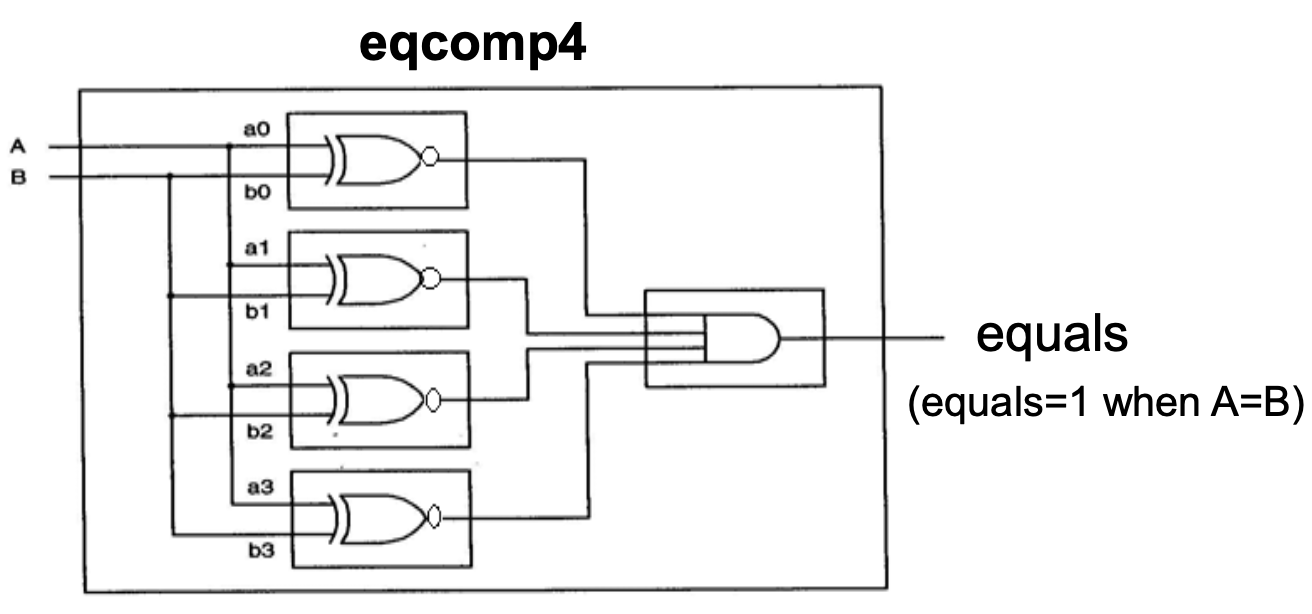 eqcomp4
A
B
a0
b0
a1
b1
a2
b2
a3
b3
equals
(equals=1 when A=B)